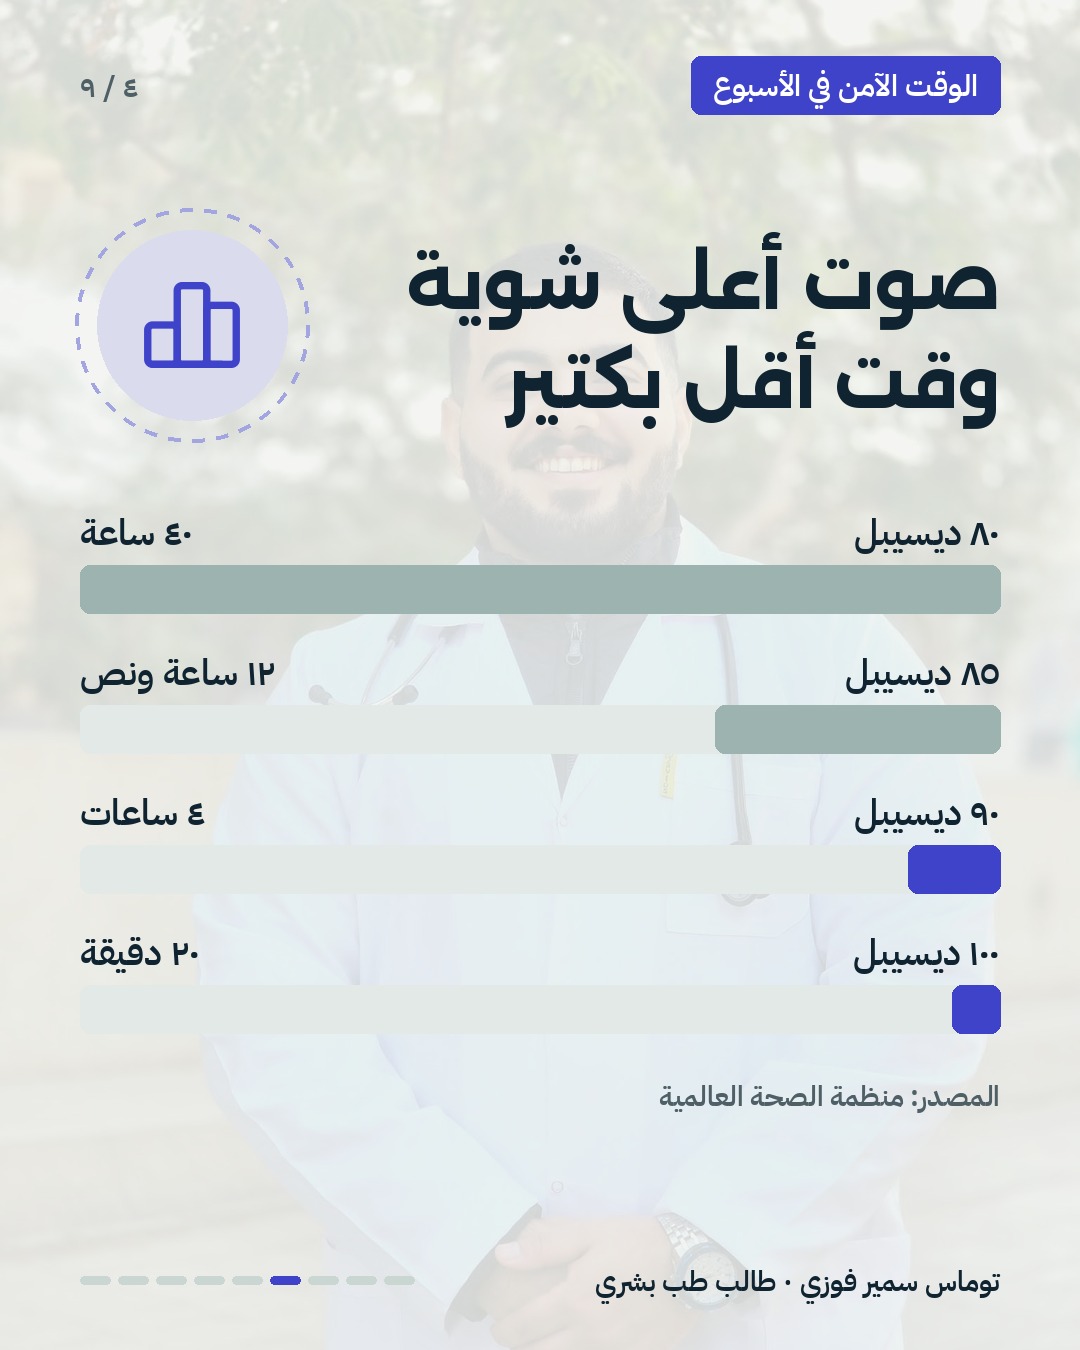 الوقت الآمن في الأسبوع
٤ / ٩
صوت أعلى شوية
وقت أقل بكتير
٨٠ ديسيبل
٤٠ ساعة
٨٥ ديسيبل
١٢ ساعة ونص
٩٠ ديسيبل
٤ ساعات
١٠٠ ديسيبل
٢٠ دقيقة
المصدر: منظمة الصحة العالمية
توماس سمير فوزي · طالب طب بشري